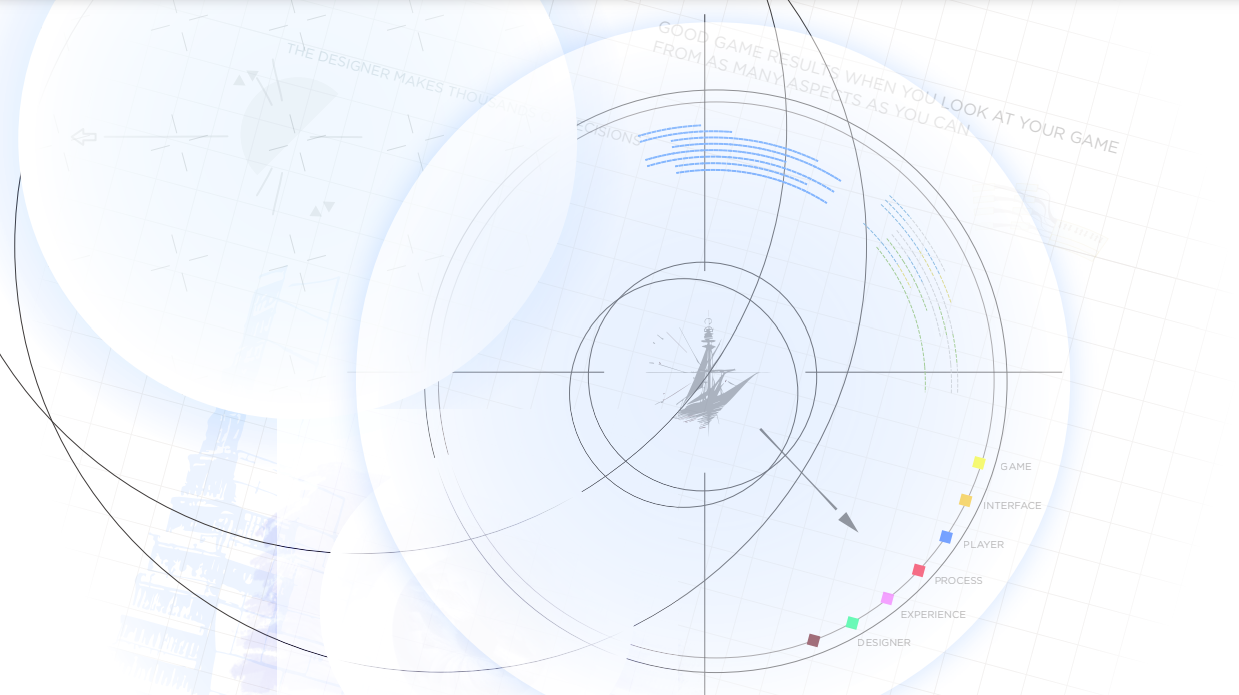 GOOD GAME RESULTS WHEN YOU LOOK AT YOUR GAME
FROM AS MANY ASPECTS AS YOU CAN
THE DESIGNER MAKES THOUSANDS DECISIONS
GAME
INTERFACE
PLAYER
PROCESS
EXPERIENCE
DESIGNER